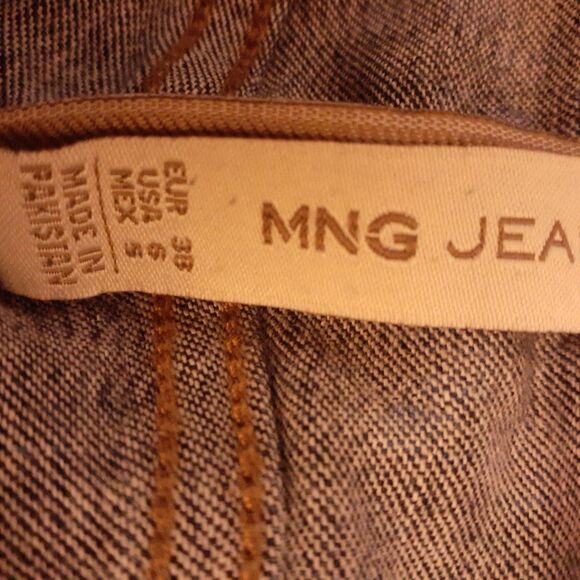 MNG JEA
EUR 38
USA 6
MEX 5
MADE IN
PAKISTAN